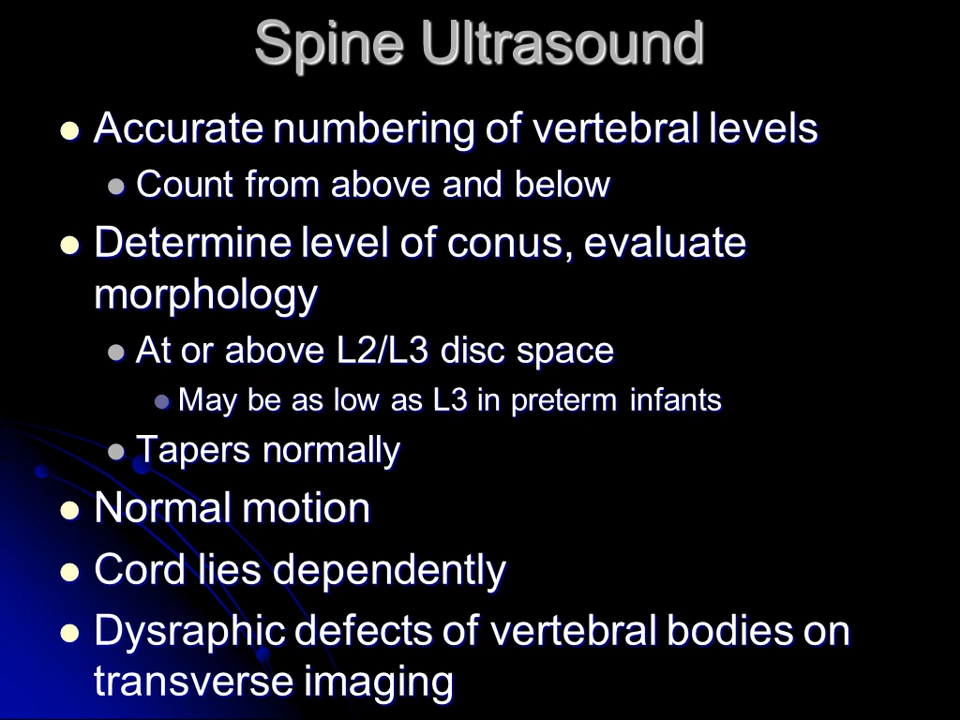 Spine Ultrasound
Accurate numbering of vertebral levels
Count from above and below
Determine level of conus, evaluate
morphology
At or above L2/L3 disc space
May be as low as L3 in preterm infants
Tapers normally
Normal motion
Cord lies dependently
Dysraphic defects of vertebral bodies on
transverse imaging